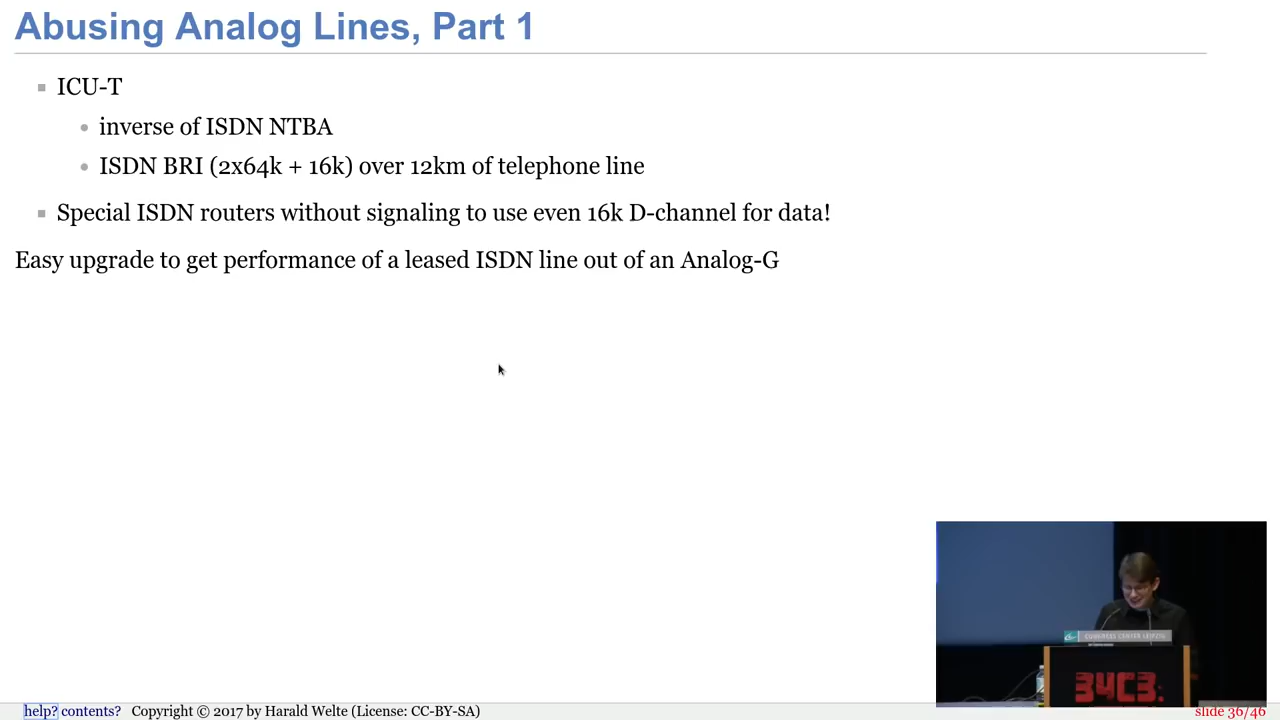 Abusing Analog Lines, Part 1
ICU-T
inverse of ISDN NTBA
ISDN BRI (2x64k + 16k) over 12km of telephone line
Special ISDN routers without signaling to use even 16k D-channel for data!
Easy upgrade to get performance of a leased ISDN line out of an Analog-G
CONGRESS CENTER LEIPZIG
34C3:
help? contents? Copyright © 2017 by Harald Welte (License: CC-BY-SA)
slide 36/46